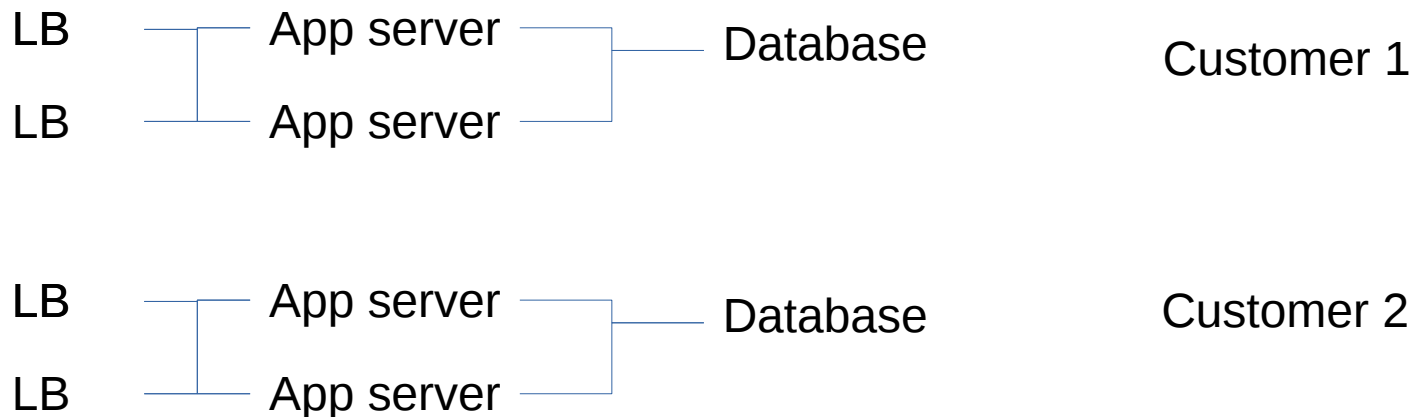 LB App server Database Customer 1
LB App server
LB App server Database Customer 2
LB App server